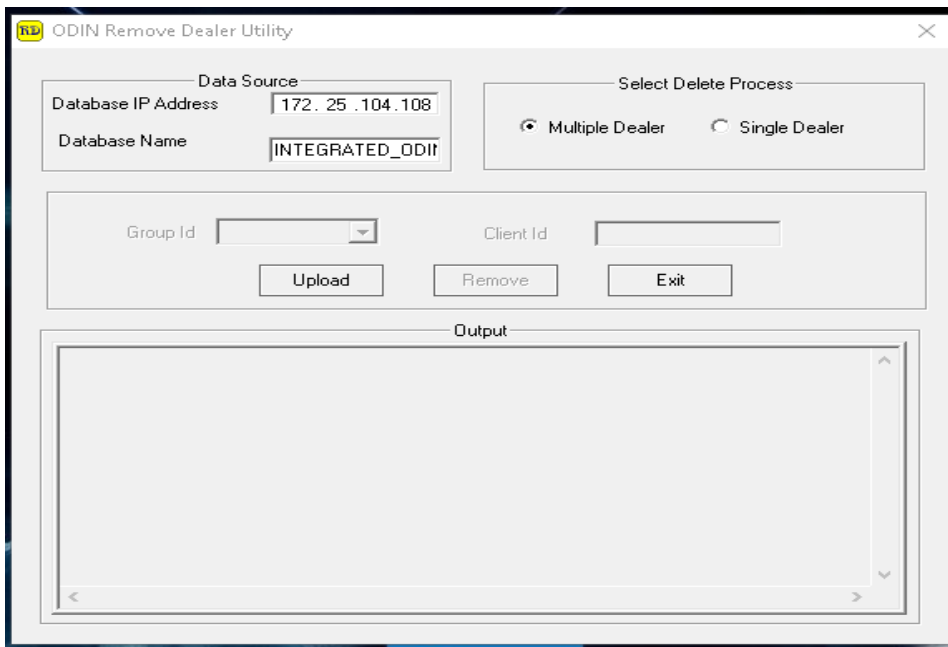 RD ODIN Remove Dealer Utility
Data Source
Database IP Address 172. 25 .104.108
Database Name INTEGRATED_ODI
Select Delete Process
Multiple Dealer Single Dealer
Group Id Client Id
Upload Remove Exit
Output